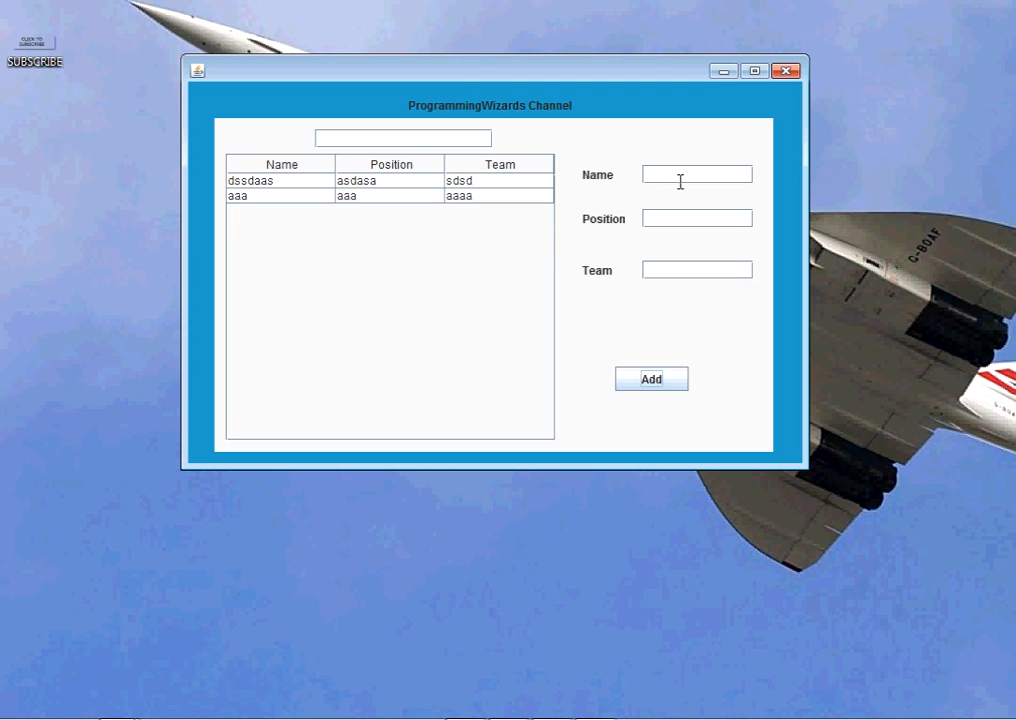 CLICK TO
SUBSCRIBE
SUBSCRIBE
ProgrammingWizards Channel
Name Position Team
dssdaas asdasa sdsd
aaa aaa aaaa
Name
Position
Team
Add
G-BOAF